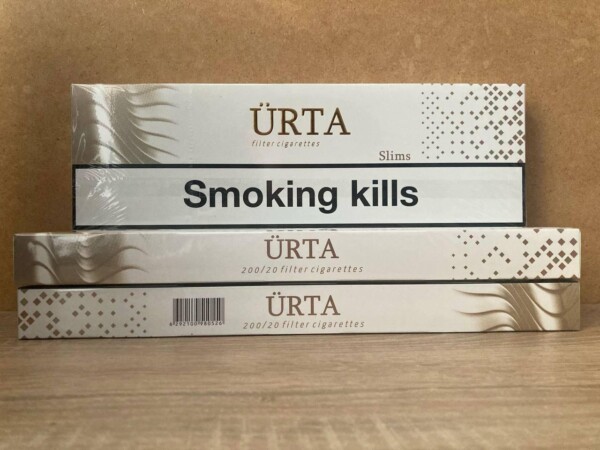 ÜRTA
filter cigarettes
Slims
Smoking kills
ÜRTA
200/20 filter cigarettes
ÜRTA
200/20 filter cigarettes